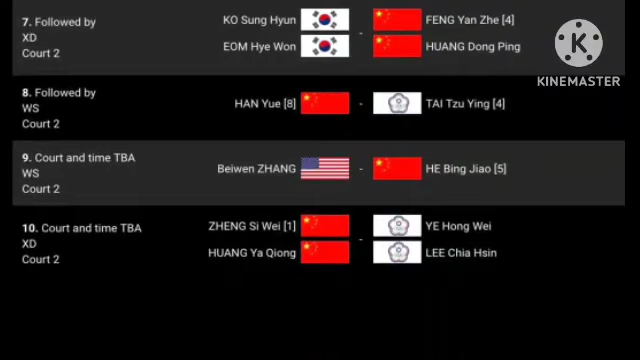 7. Followed by
XD
Court 2
KO Sung Hyun - FENG Yan Zhe [4]
EOM Hye Won HUANG Dong Ping
KINEMASTER
8. Followed by
WS
Court 2
HAN Yue [8] - TAI Tzu Ying [4]
9. Court and time TBA
WS
Court 2
Beiwen ZHANG - HE Bing Jiao [5]
10. Court and time TBA
XD
Court 2
ZHENG Si Wei [1] - YE Hong Wei
HUANG Ya Qiong LEE Chia Hsin